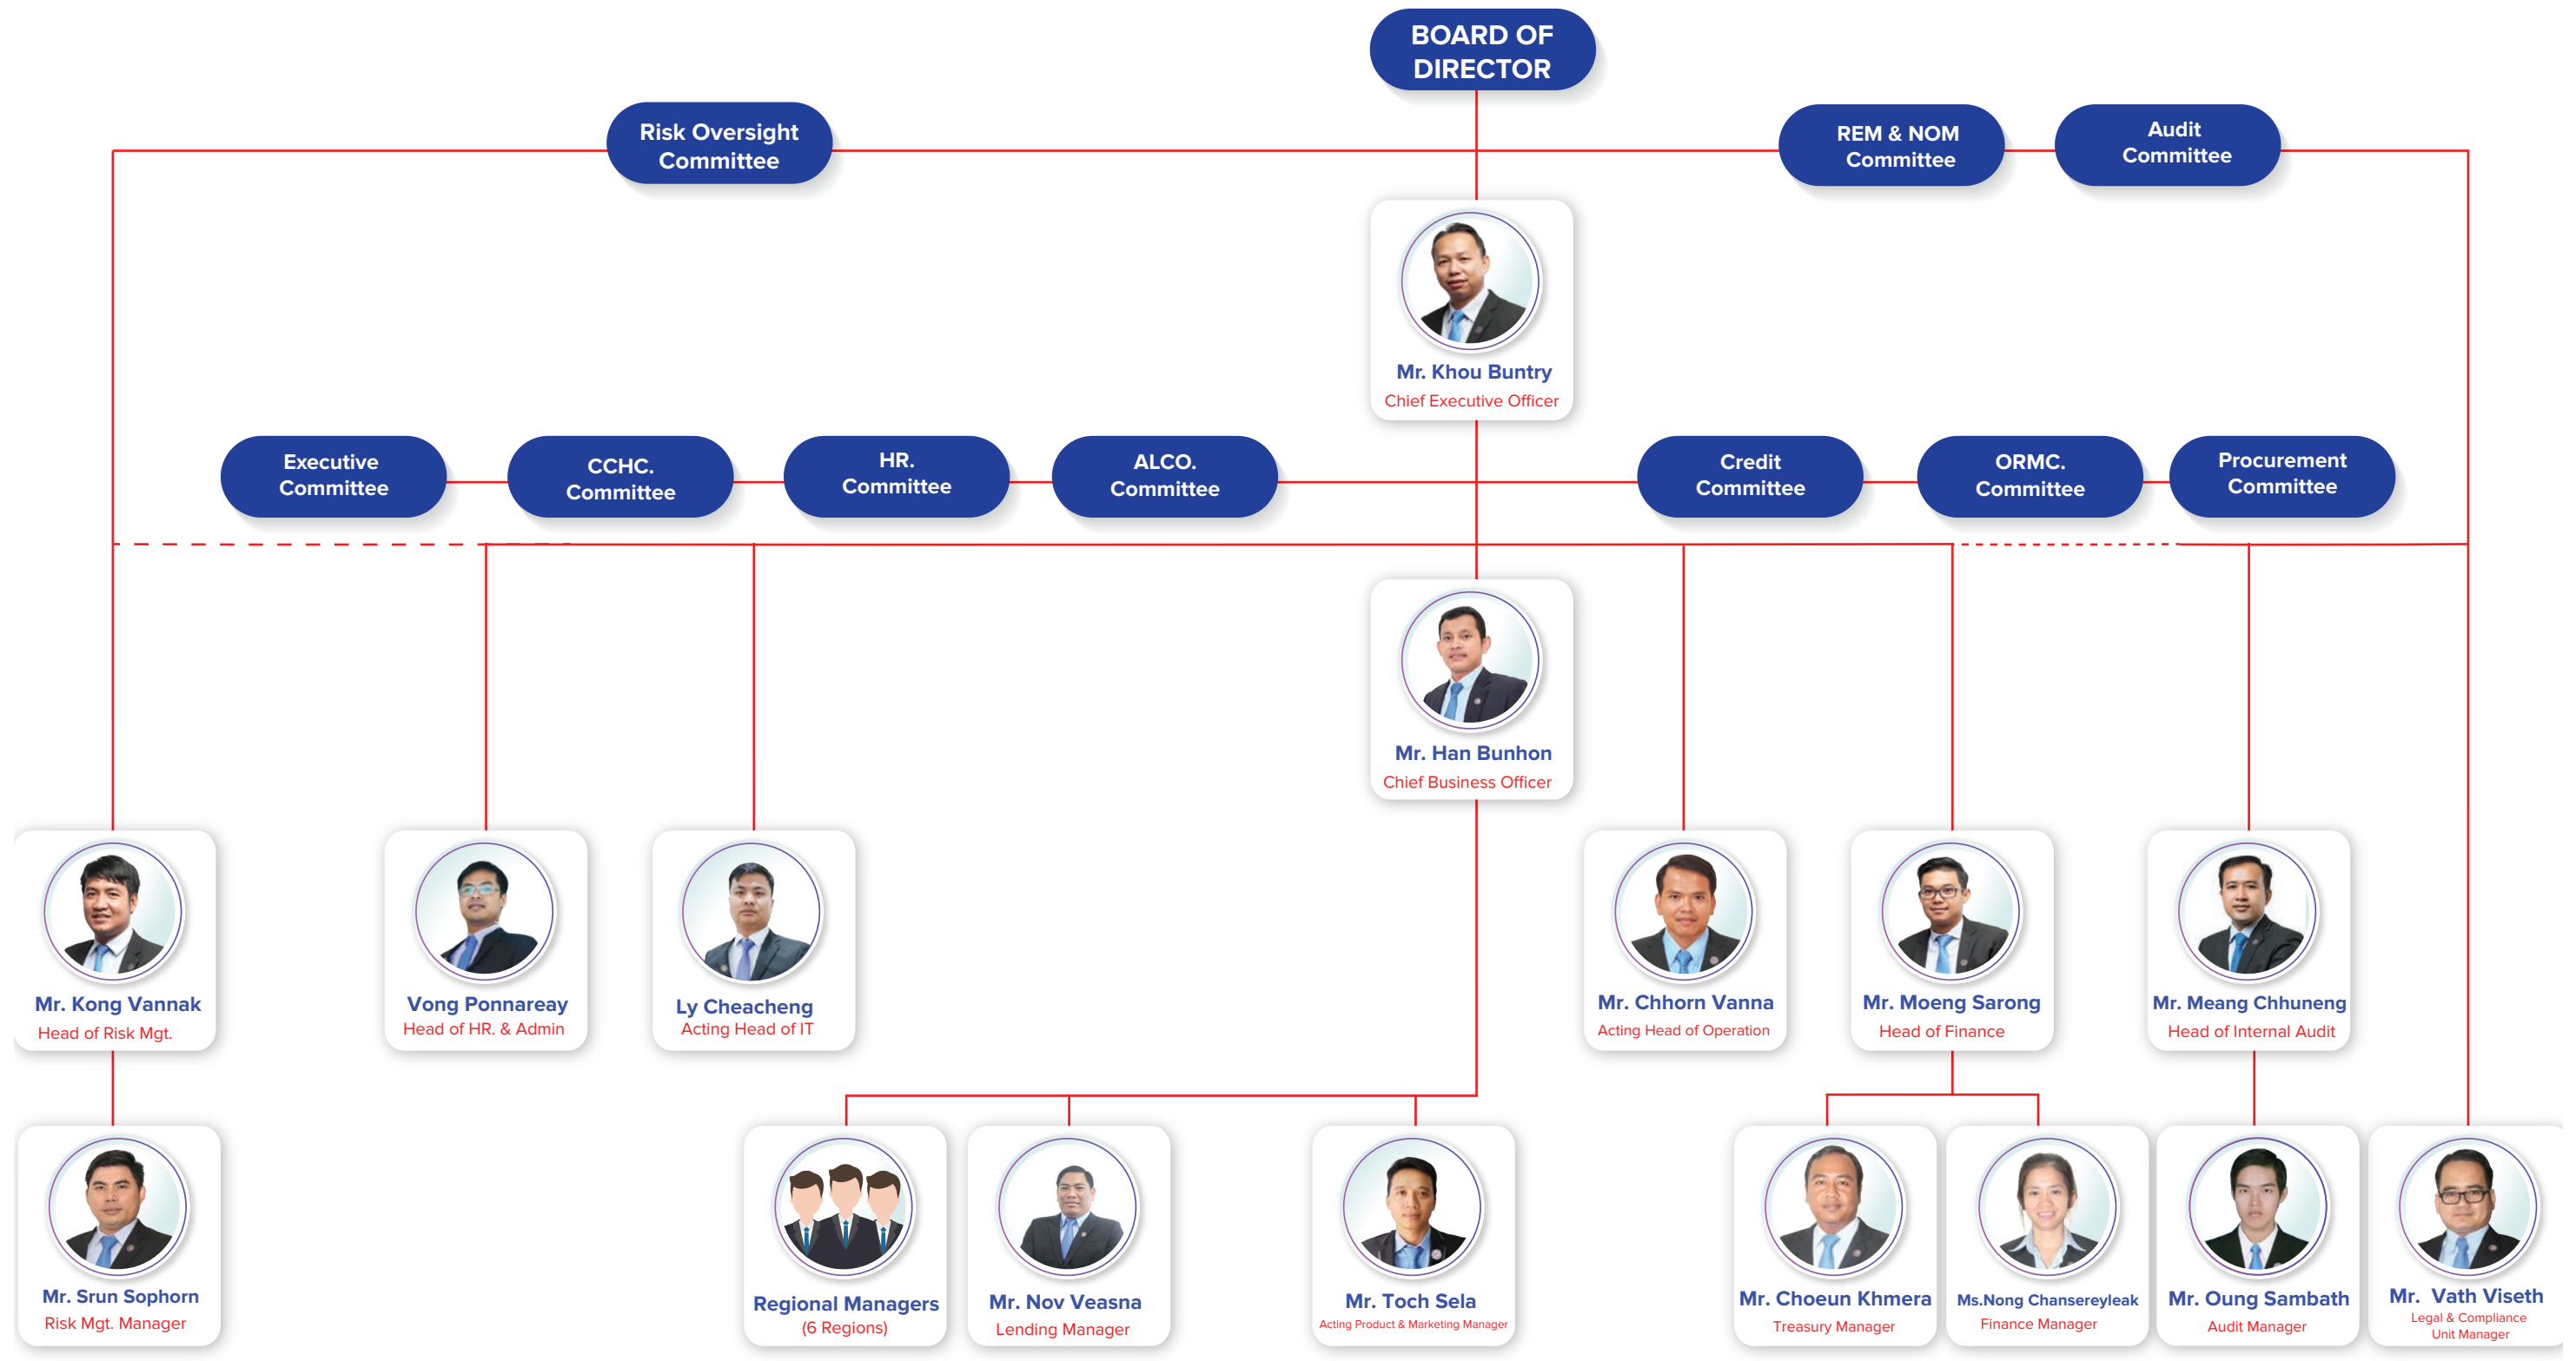 BOARD OF
DIRECTOR
Risk Oversight
Committee
REM & NOM
Committee
Audit
Committee
Mr. Khou Buntry
Chief Executive Officer
Executive
Committee
CCHC.
Committee
HR.
Committee
ALCO.
Committee
Credit
Committee
ORMC.
Committee
Procurement
Committee
Mr. Han Bunhon
Chief Business Officer
Mr. Kong Vannak
Head of Risk Mgt.
Vong Ponnareay
Head of HR. & Admin
Ly Cheacheng
Acting Head of IT
Mr. Chhorn Vanna
Acting Head of Operation
Mr. Moeng Sarong
Head of Finance
Mr. Meang Chhuneng
Head of Internal Audit
Mr. Srun Sophorn
Risk Mgt. Manager
Regional Managers
(6 Regions)
Mr. Nov Veasna
Lending Manager
Mr. Toch Sela
Acting Product & Marketing Manager
Mr. Choeun Khmera
Treasury Manager
Ms.Nong Chansereyleak
Finance Manager
Mr. Oung Sambath
Audit Manager
Mr. Vath Viseth
Legal & Compliance
Unit Manager